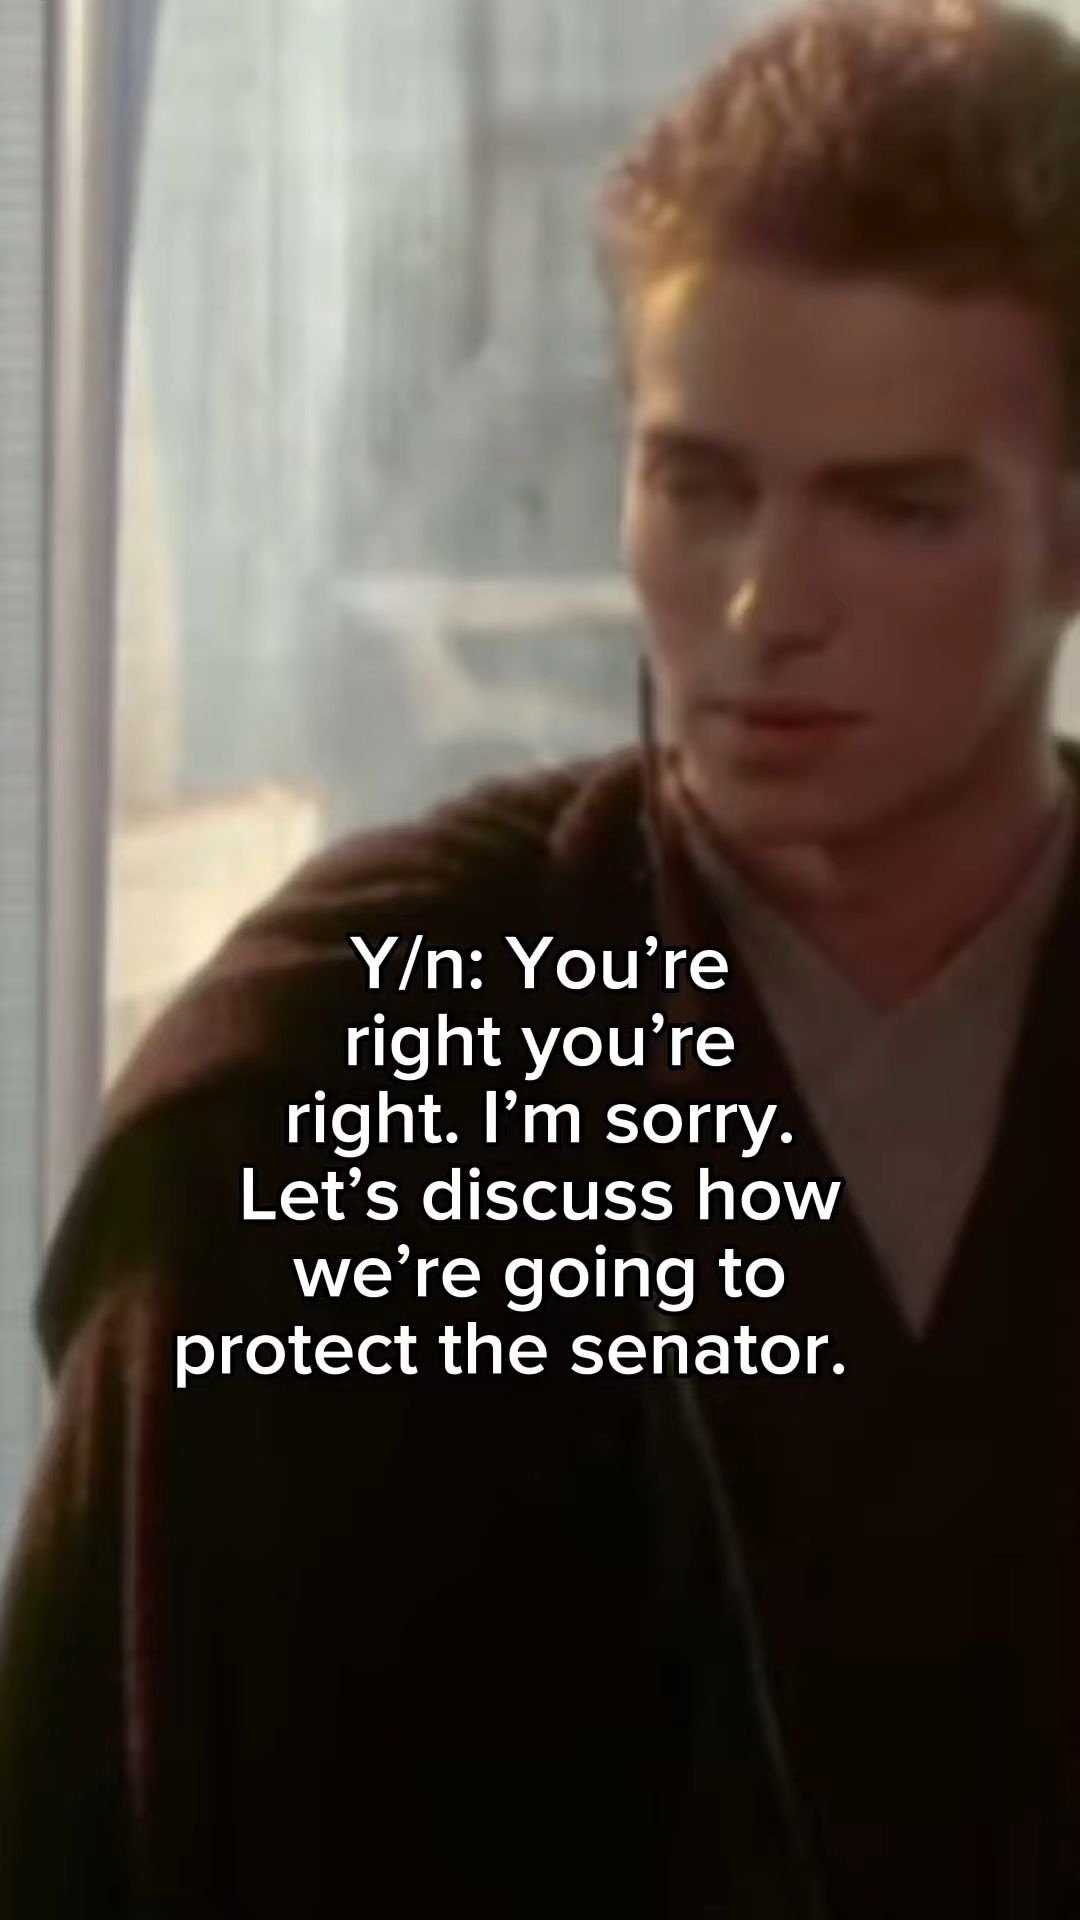 Y/n: You’re
right you’re
right. I’m sorry.
Let’s discuss how
we’re going to
protect the senator.